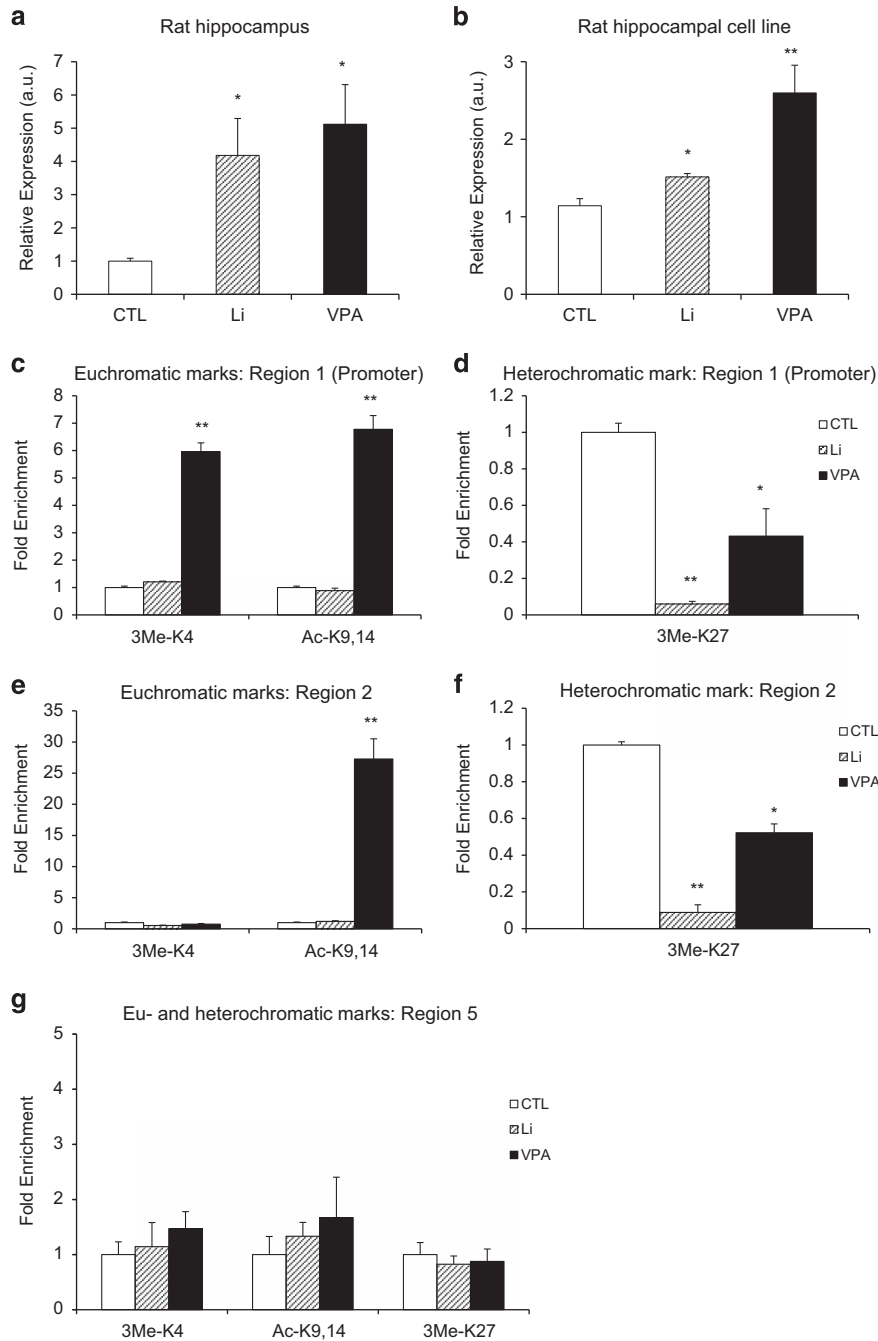 a
Rat hippocampus
Relative Expression (a.u.)
7
6
5
4
3
2
1
0
*
*
CTL Li VPA
b
Rat hippocampal cell line
Relative Expression (a.u.)
3
2
1
0
*
**
CTL Li VPA
c
Euchromatic marks: Region 1 (Promoter)
Fold Enrichment
8
7
6
5
4
3
2
1
0
**
**
3Me-K4 Ac-K9,14
d
Heterochromatic mark: Region 1 (Promoter)
Fold Enrichment
1.2
1
0.8
0.6
0.4
0.2
0
**
*
CTL
Li
VPA
3Me-K27
e
Euchromatic marks: Region 2
Fold Enrichment
35
30
25
20
15
10
5
0
**
3Me-K4 Ac-K9,14
f
Heterochromatic mark: Region 2
Fold Enrichment
1.2
1
0.8
0.6
0.4
0.2
0
**
*
CTL
Li
VPA
3Me-K27
g
Eu- and heterochromatic marks: Region 5
Fold Enrichment
5
4
3
2
1
0
CTL
Li
VPA
3Me-K4 Ac-K9,14 3Me-K27